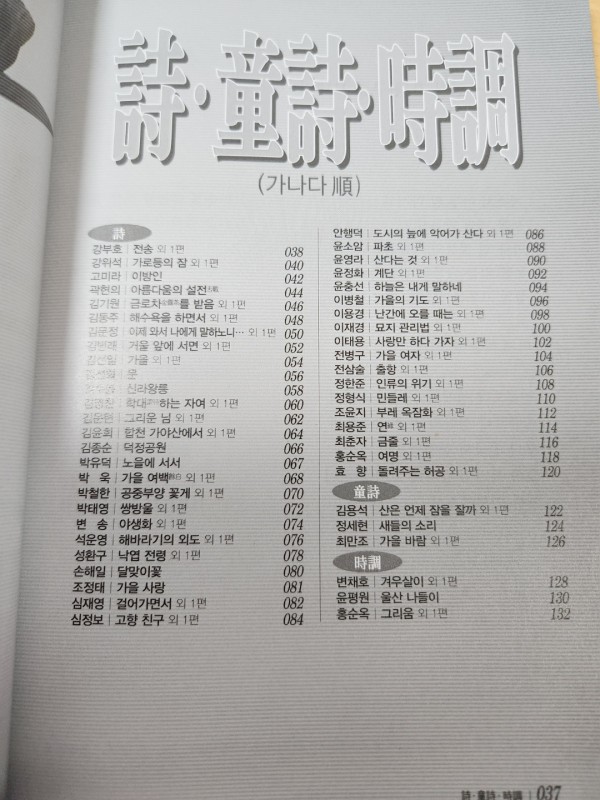 詩·童詩·時調
(가나다 順)
詩
강부호 | 전송 외 1편 038
강위석 | 가로등의 잠 외 1편 040
고미라 | 이방인 042
곽현의 | 아름다움의 설전 044
김기원 | 금로차를 받음 외 1편 046
김동주 | 해수욕을 하면서 외 1편 048
김문정 | 이제 와서 나에게 말하노니… 외 1편 050
거울 앞에 서면 외 1편 052
가을 외 1편 054
문 056
신라왕릉 058
학대하는 자여 외 1편 060
그리운 님 외 1편 062
김윤희 | 합천 가야산에서 외 1편 064
김종순 | 덕정공원 066
박유덕 | 노을에 서서 067
박 욱 | 가을 여백 외 1편 068
박철한 | 공중부양 꽃게 외 1편 070
박태영 | 쌍방울 외 1편 072
변 송 | 야생화 외 1편 074
석운영 | 해바라기의 외도 외 1편 076
성환구 | 낙엽 전령 외 1편 078
손해일 | 달맞이꽃 080
조정태 | 가을 사랑 081
심재영 | 걸어가면서 외 1편 082
심정보 | 고향 친구 외 1편 084
안행덕 | 도시의 늪에 악어가 산다 외 1편 086
윤소암 | 파초 외 1편 088
윤영라 | 산다는 것 외 1편 090
윤정화 | 계단 외 1편 092
윤충선 | 하늘은 내게 말하네 094
이병철 | 가을의 기도 외 1편 096
이용경 | 난간에 오를 때는 외 1편 098
이재경 | 묘지 관리법 외 1편 100
이태용 | 사랑만 하다 가자 외 1편 102
전병구 | 가을 여자 외 1편 104
전삼술 | 출항 외 1편 106
정한준 | 인류의 위기 외 1편 108
정형식 | 민들레 외 1편 110
조윤지 | 부레 옥잠화 외 1편 112
최용준 | 연 외 1편 114
최춘자 | 금줄 외 1편 116
홍순옥 | 여명 외 1편 118
효 향 | 돌려주는 허공 외 1편 120
童詩
김용석 | 산은 언제 잠을 잘까 외 1편 122
정세현 | 새들의 소리 124
최만조 | 가을 바람 외 1편 126
時調
변채호 | 겨우살이 외 1편 128
윤평원 | 울산 나들이 130
홍순옥 | 그리움 외 1편 132
詩·童詩·時調 | 037